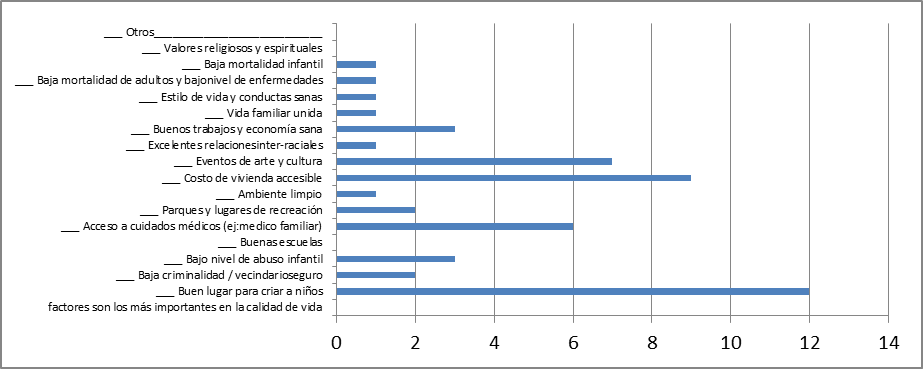 ___ Otros___________________________
___ Valores religiosos y espirituales
___ Baja mortalidad infantil
___ Baja mortalidad de adultos y bajonivel de enfermedades
___ Estilo de vida y conductas sanas
___ Vida familiar unida
___ Buenos trabajos y economía sana
___ Excelentes relacionesinter-raciales
___ Eventos de arte y cultura
___ Costo de vivienda accesible
___ Ambiente limpio
___ Parques y lugares de recreación
___ Acceso a cuidados médicos (ej:medico familiar)
___ Buenas escuelas
___ Bajo nivel de abuso infantil
___ Baja criminalidad / vecindarioseguro
___ Buen lugar para criar a niños
factores son los más importantes en la calidad de vida
0 2 4 6 8 10 12 14